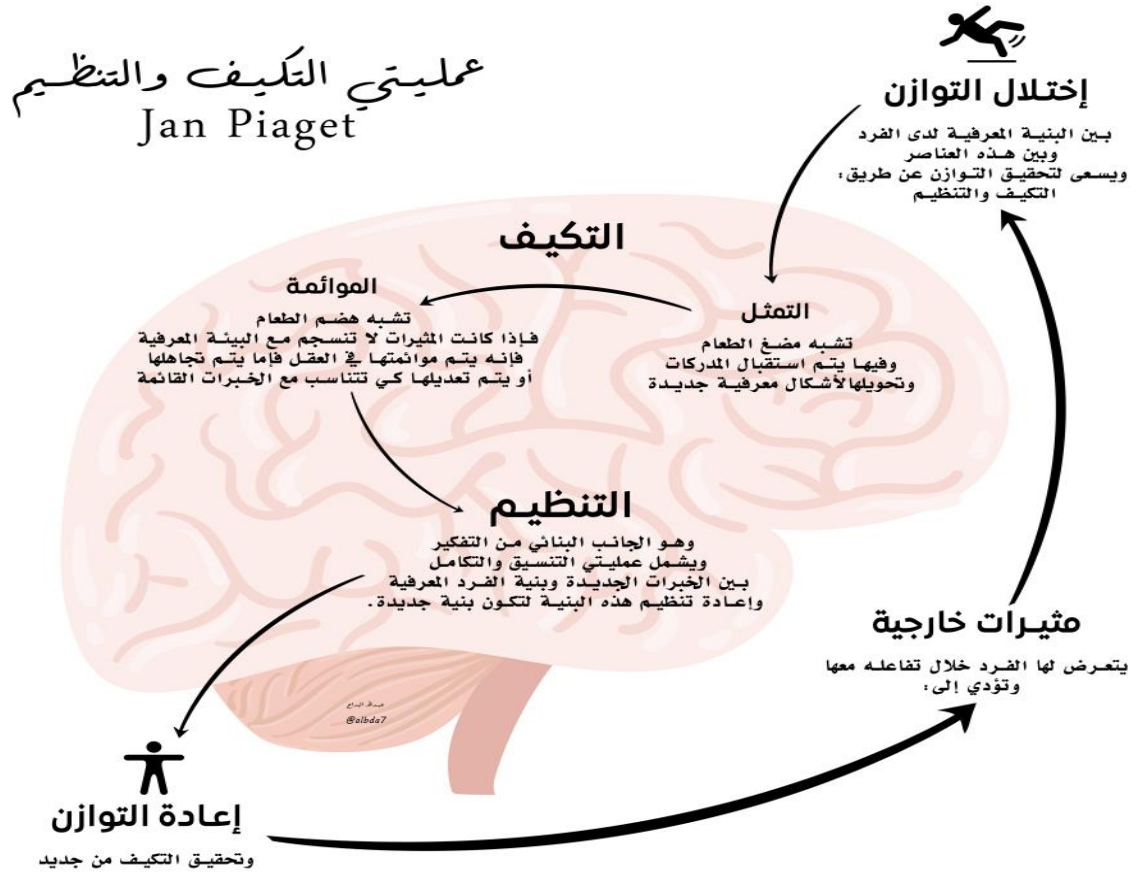 عمليتي التكيف والتنظيم
Jan Piaget
إختلال التوازن
بين البنية المعرفية لدى الفرد
وبين هذه العناصر
ويسعى لتحقيق التوازن عن طريق:
التكيف والتنظيم
التكيف
التمثل
تشبه مضغ الطعام
وفيها يتم استقبال المدركات
وتحويلهالأشكال معرفية جديدة
الموائمة
تشبه هضم الطعام
فإذا كانت المثيرات لا تنسجم مع البيئة المعرفية
فإنه يتم موائمتها في العقل فإما يتم تجاهلها
أو يتم تعديلها كي تتناسب مع الخبرات القائمة
التنظيم
وهو الجانب البنائي من التفكير
ويشمل عمليتي التنسيق والتكامل
بين الخبرات الجديدة وبنية الفرد المعرفية
وإعادة تنظيم هذه البنية لتكون بنية جديدة.
إعادة التوازن
وتحقيق التكيف من جديد
مثيرات خارجية
يتعرض لها الفرد خلال تفاعله معها
وتؤدي إلى:
@albda7